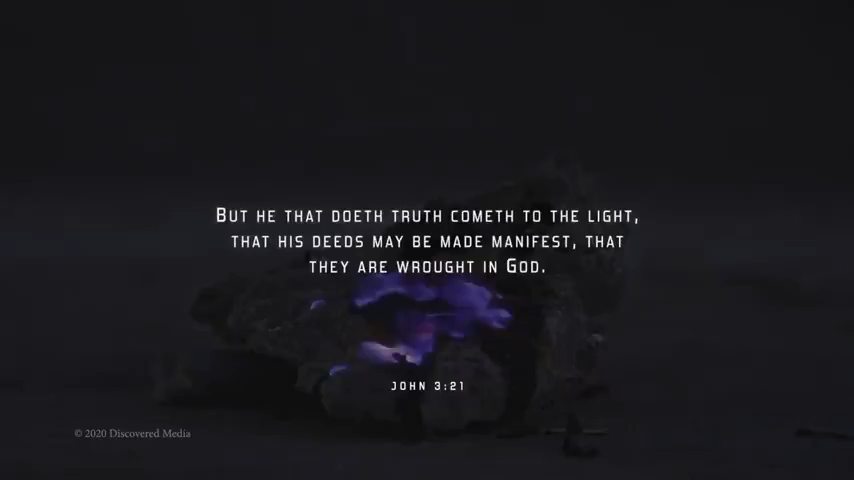 But he that doeth truth cometh to the light,
that his deeds may be made manifest, that
they are wrought in God.
John 3:21
© 2020 Discovered Media